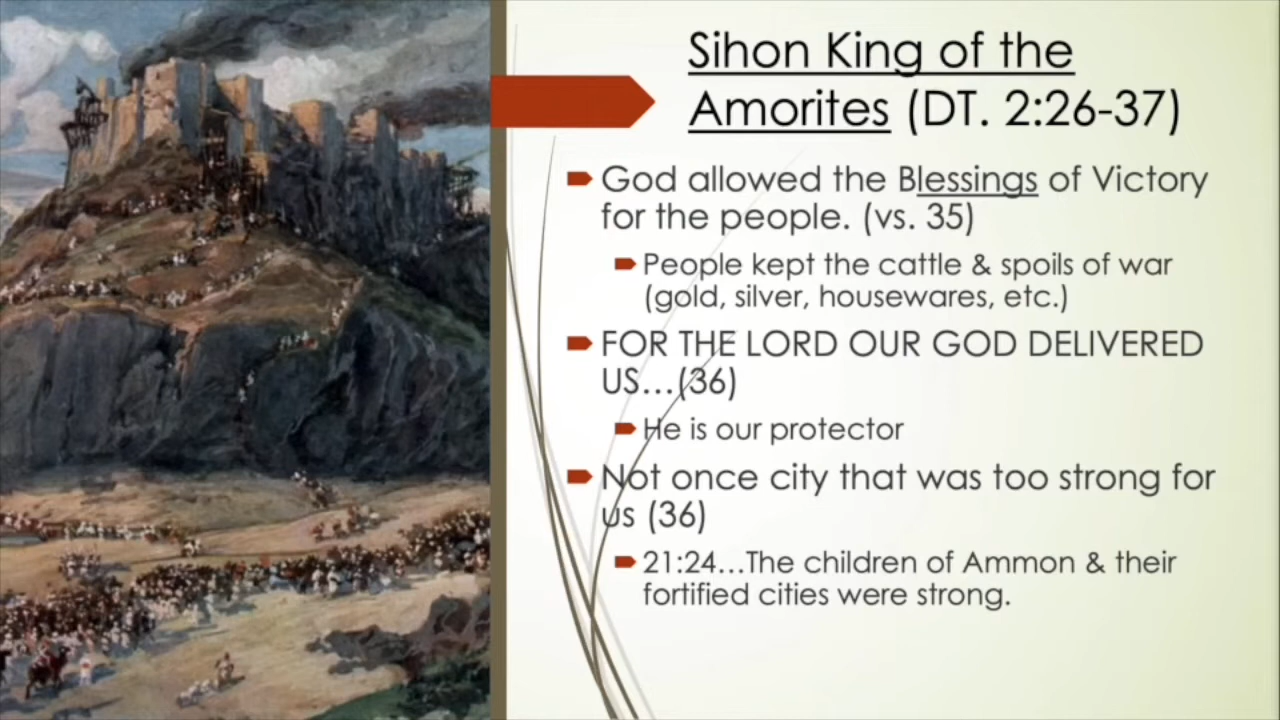 Sihon King of the
Amorites (DT. 2:26-37)
God allowed the Blessings of Victory
for the people. (vs. 35)
People kept the cattle & spoils of war
(gold, silver, housewares, etc.)
FOR THE LORD OUR GOD DELIVERED
US...(36)
He is our protector
Not once city that was too strong for
us (36)
21:24...The children of Ammon & their
fortified cities were strong.